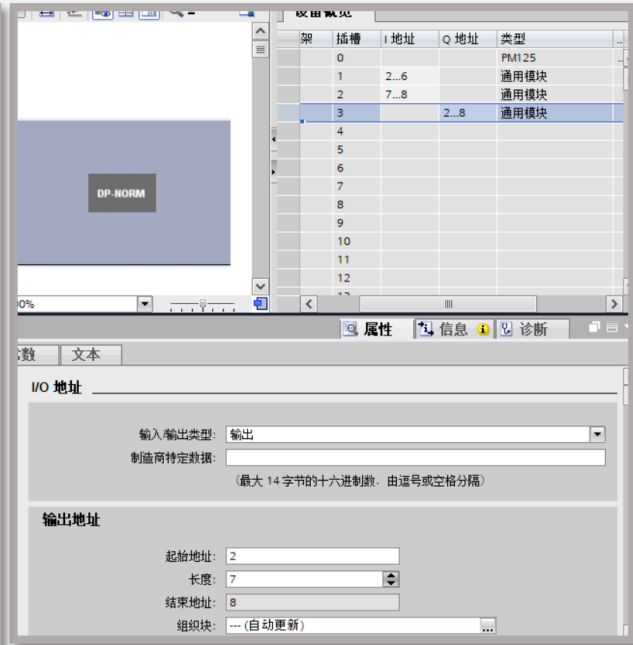 设备概览
架 插槽 I 地址 Q 地址 类型 ...
0 PM125
1 2...6 通用模块
2 7...8 通用模块
3 2...8 通用模块
4
5
6
7
8
9
10
11
12
DP-NORM
属性 信息 诊断
文本
I/O 地址
输入/输出类型: 输出
制造商特定数据:
(最大 14 字节的十六进制数，由逗号或空格分隔)
输出地址
起始地址: 2
长度: 7
结束地址: 8
组织块: --- (自动更新) ...